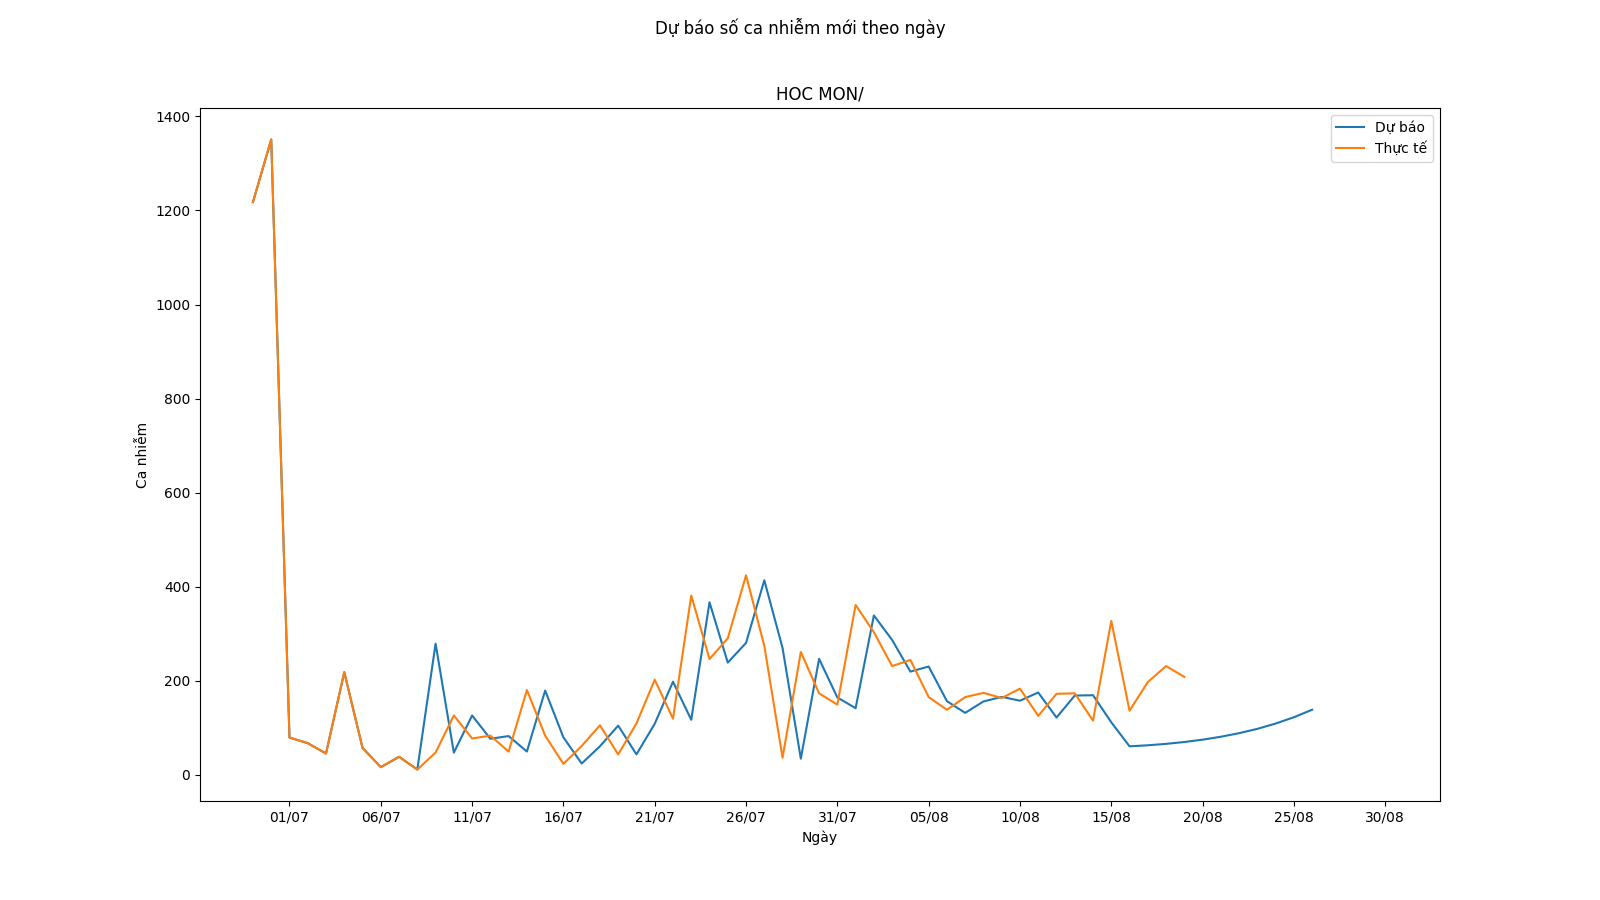 Dự báo số ca nhiễm mới theo ngày
HOC MON/
Dự báo
Thực tế
Ca nhiễm
1400
1200
1000
800
600
400
200
0
01/07 06/07 11/07 16/07 21/07 26/07 31/07 05/08 10/08 15/08 20/08 25/08 30/08
Ngày